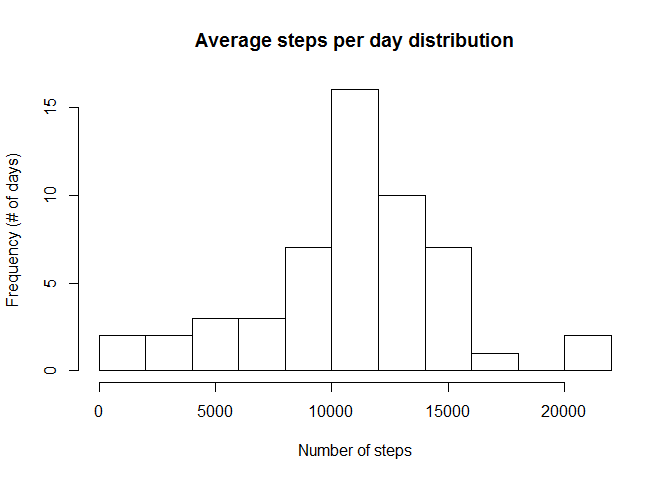 Average steps per day distribution
Frequency (# of days)
15
10
5
0
0 5000 10000 15000 20000
Number of steps